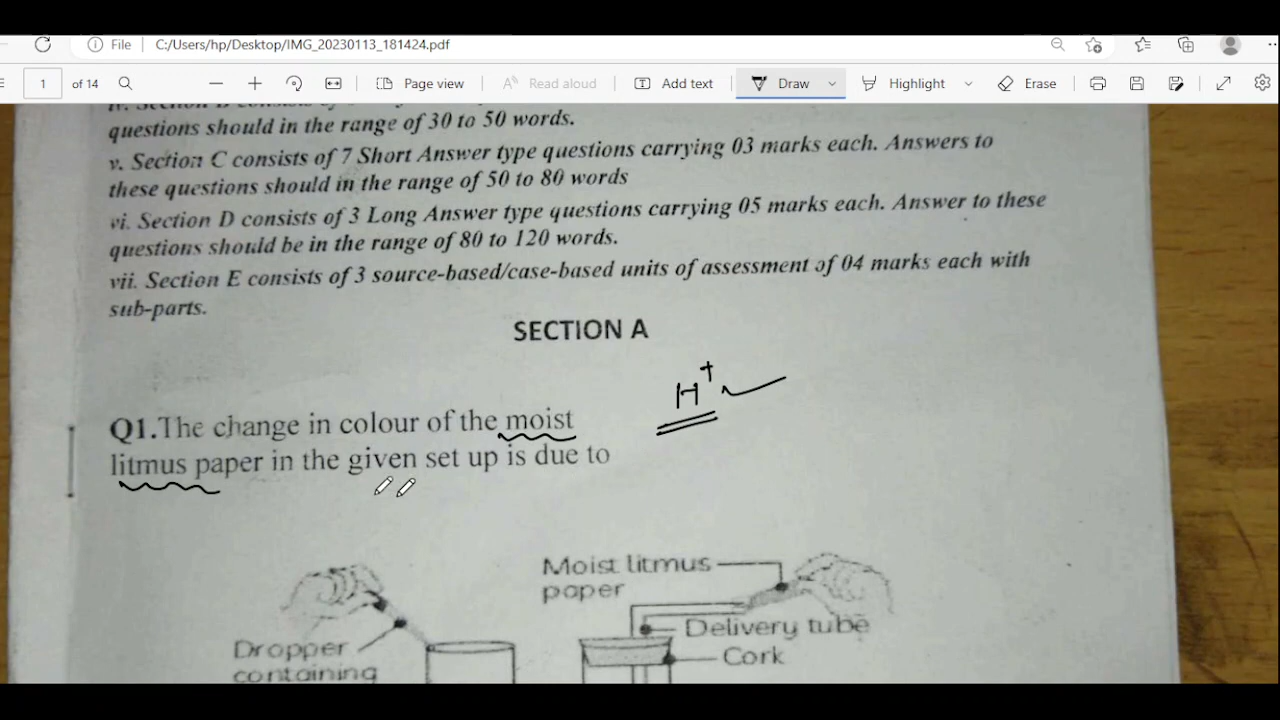 File C:/Users/hp/Desktop/IMG_20230113_181424.pdf
1 of 14 Page view Read aloud Add text Draw Highlight Erase
questions should in the range of 30 to 50 words.
v. Section C consists of 7 Short Answer type questions carrying 03 marks each. Answers to
these questions should in the range of 50 to 80 words
vi. Section D consists of 3 Long Answer type questions carrying 05 marks each. Answer to these
questions should be in the range of 80 to 120 words.
vii. Section E consists of 3 source-based/case-based units of assessment of 04 marks each with
sub-parts.
SECTION A
H+
Q1.The change in colour of the moist
litmus paper in the given set up is due to
Moist litmus
paper
Delivery tube
Cork
Dropper
containing